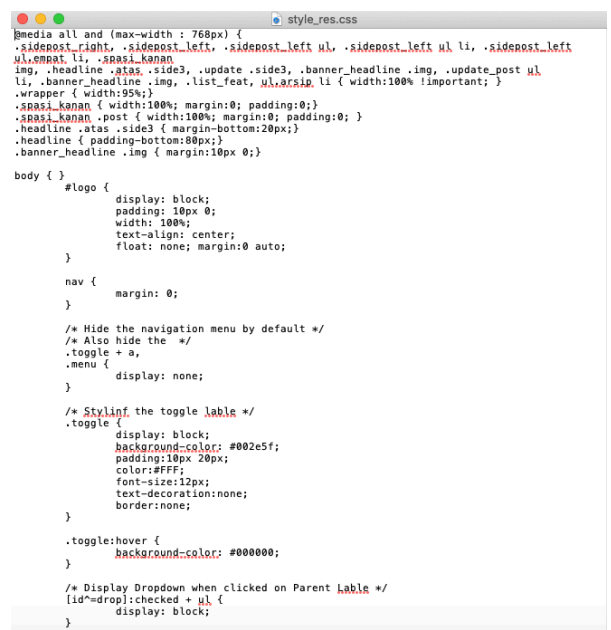 style_res.css
@media all and (max-width : 768px) {
.sidepost_right, .sidepost_left, .sidepost_left ul, .sidepost_left ul li, .sidepost_left
ul.empat li, .spasi_kanan
img, .headline .atas .side3, .update .side3, .banner_headline .img, .update_post ul
li, .banner_headline .img, .list_feat, ul.arsip li { width:100% !important; }
.wrapper { width:95%;}
.spasi_kanan { width:100%; margin:0; padding:0;}
.spasi_kanan .post { width:100%; margin:0; padding:0; }
.headline .atas .side3 { margin-bottom:20px;}
.headline { padding-bottom:80px;}
.banner_headline .img { margin:10px 0;}
body { }
#logo {
display: block;
padding: 10px 0;
width: 100%;
text-align: center;
float: none; margin:0 auto;
}
nav {
margin: 0;
}
/* Hide the navigation menu by default */
/* Also hide the  */
.toggle + a,
.menu {
display: none;
}
/* Stylinf the toggle lable */
.toggle {
display: block;
background-color: #002e5f;
padding:10px 20px;
color:#FFF;
font-size:12px;
text-decoration:none;
border:none;
}
.toggle:hover {
background-color: #000000;
}
/* Display Dropdown when clicked on Parent Lable */
[id^=drop]:checked + ul {
display: block;
}